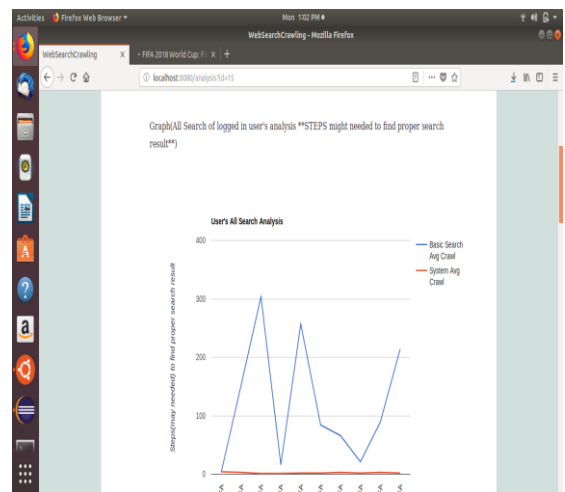 Activities Firefox Web Browser Mon 1:02 PM
WebSearchCrawling - Mozilla Firefox
WebSearchCrawling × FIFA 2018 World Cup: × +
localhost:8080/analysis?id=15
Graph(All Search of logged in user's analysis **STEPS might needed to find proper search
result**)
User's All Search Analysis
Steps(may needed) to find proper search result
400
300
200
100
0
Basic Search
Avg Crawl
System Avg
Crawl